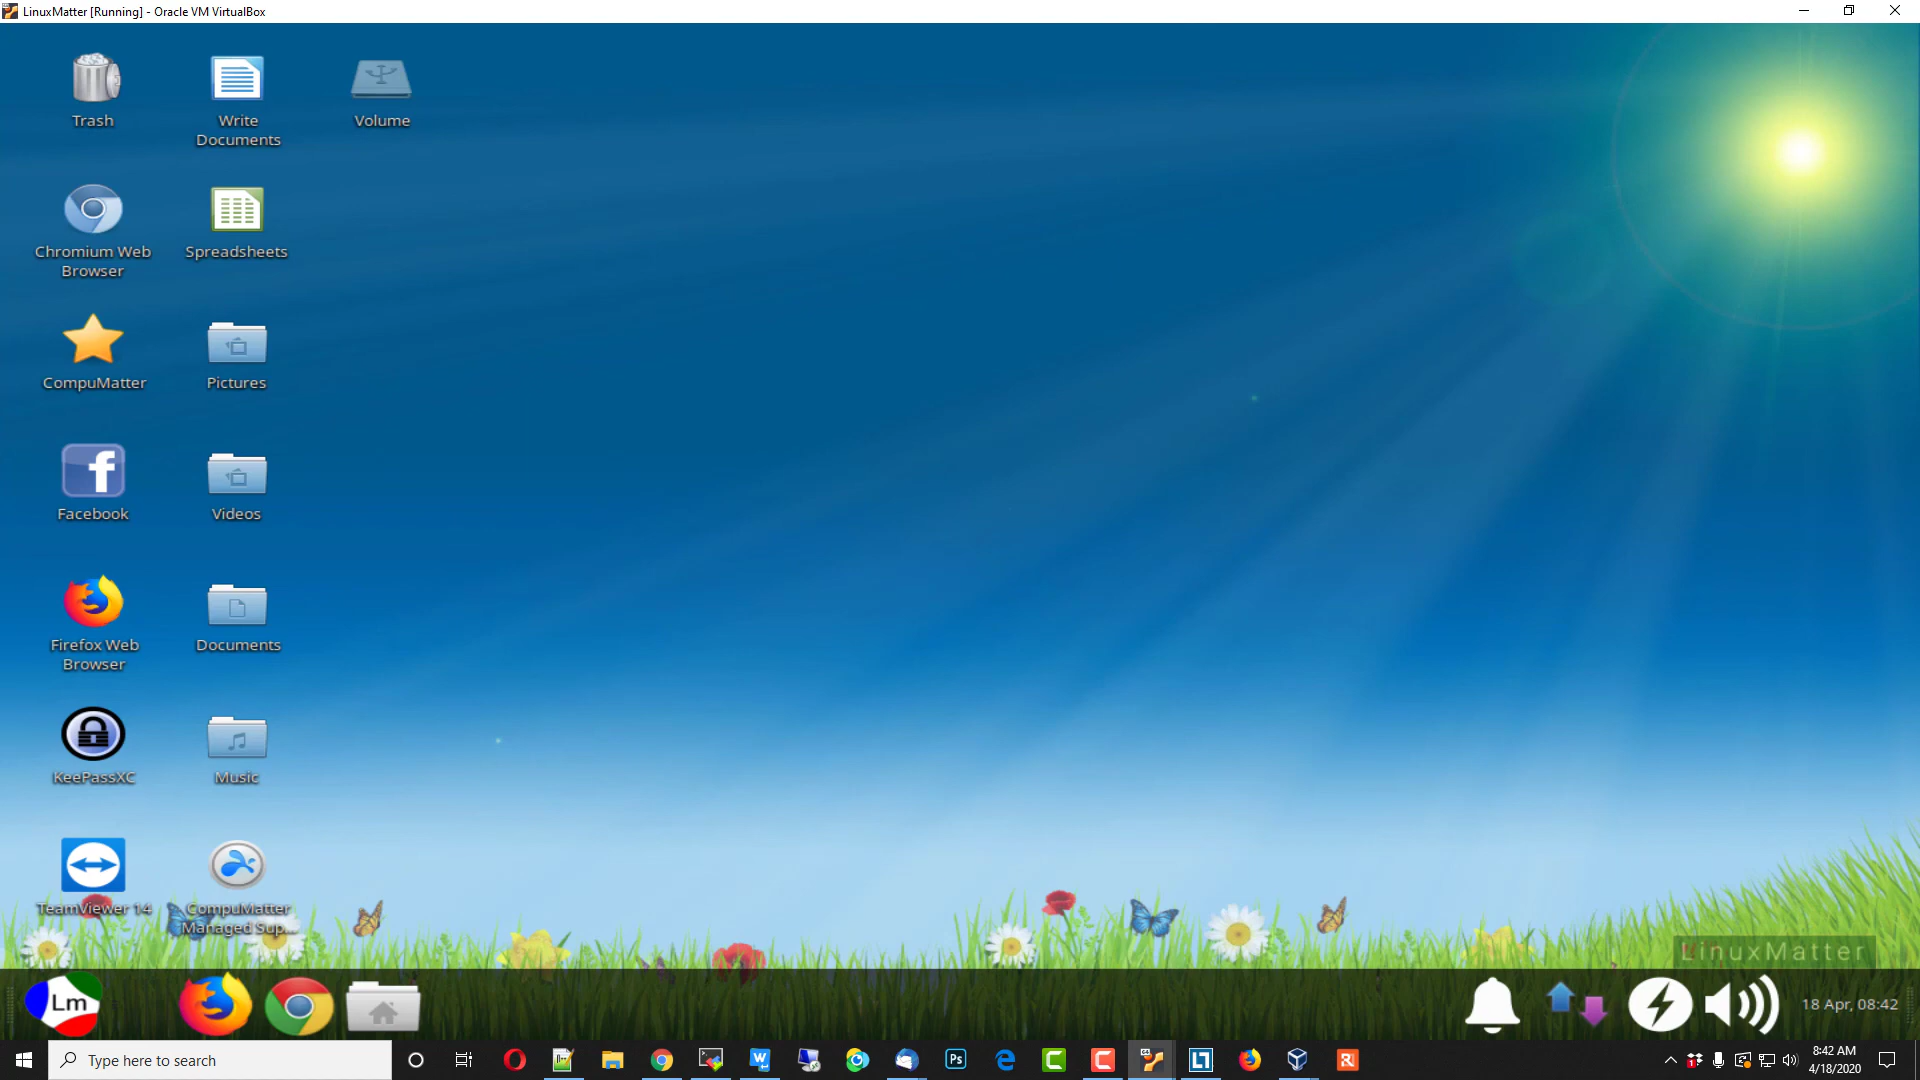 LinuxMatter [Running] - Oracle VM VirtualBox
Trash
Write
Documents
Volume
Chromium Web
Browser
Spreadsheets
CompuMatter
Pictures
Facebook
Videos
Firefox Web
Browser
Documents
KeePassXC
Music
TeamViewer 14
CompuMatter
Managed Sup...
LinuxMatter
Lm
18 Apr, 08:42
Type here to search
Ps
8:42 AM
4/18/2020